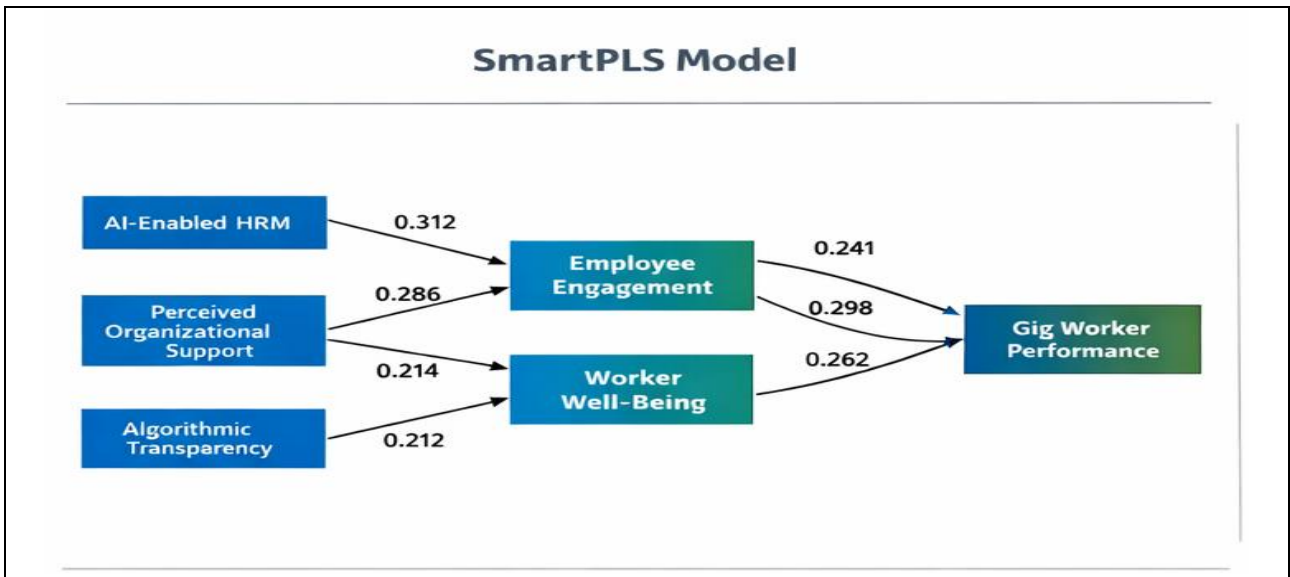 SmartPLS Model
AI-Enabled HRM
0.312
Employee
Engagement
0.241
Perceived
Organizational
Support
0.286
0.298
Gig Worker
Performance
0.214
Worker
Well-Being
0.262
Algorithmic
Transparency
0.212